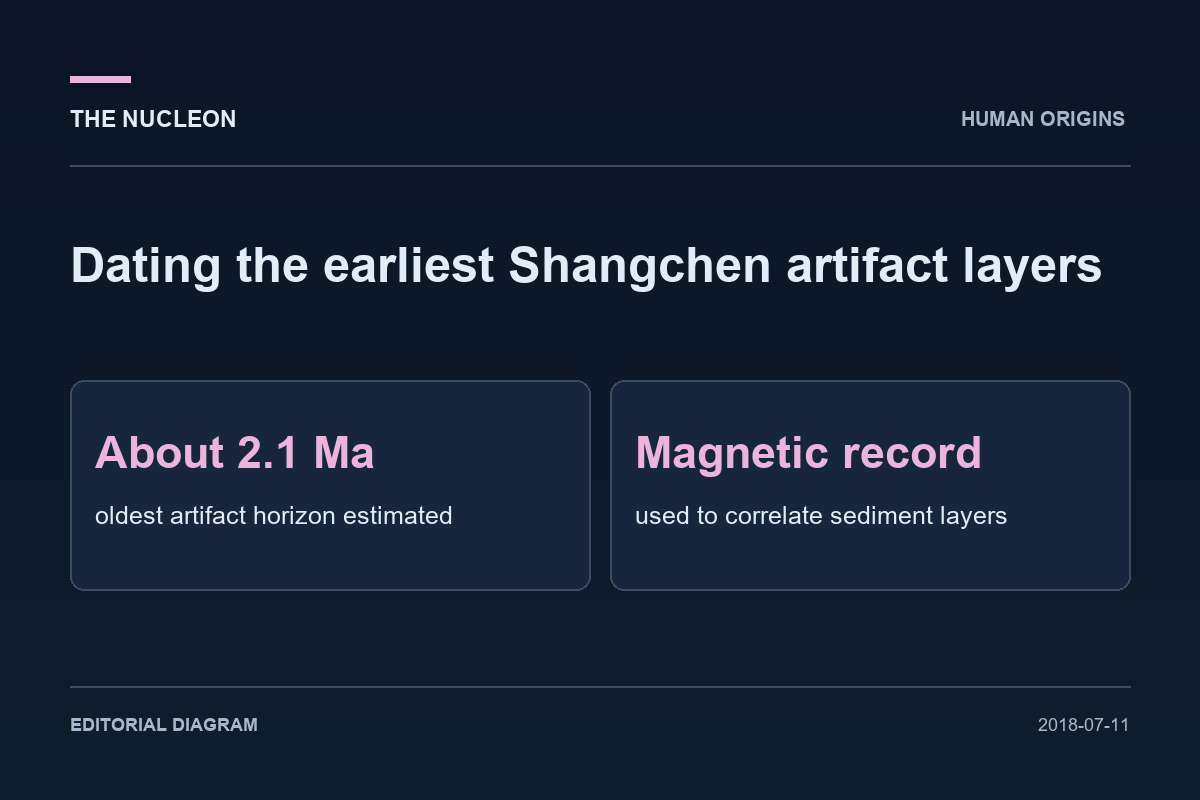 THE NUCLEON
HUMAN ORIGINS
Dating the earliest Shangchen artifact layers
About 2.1 Ma
oldest artifact horizon estimated
Magnetic record
used to correlate sediment layers
EDITORIAL DIAGRAM
2018-07-11